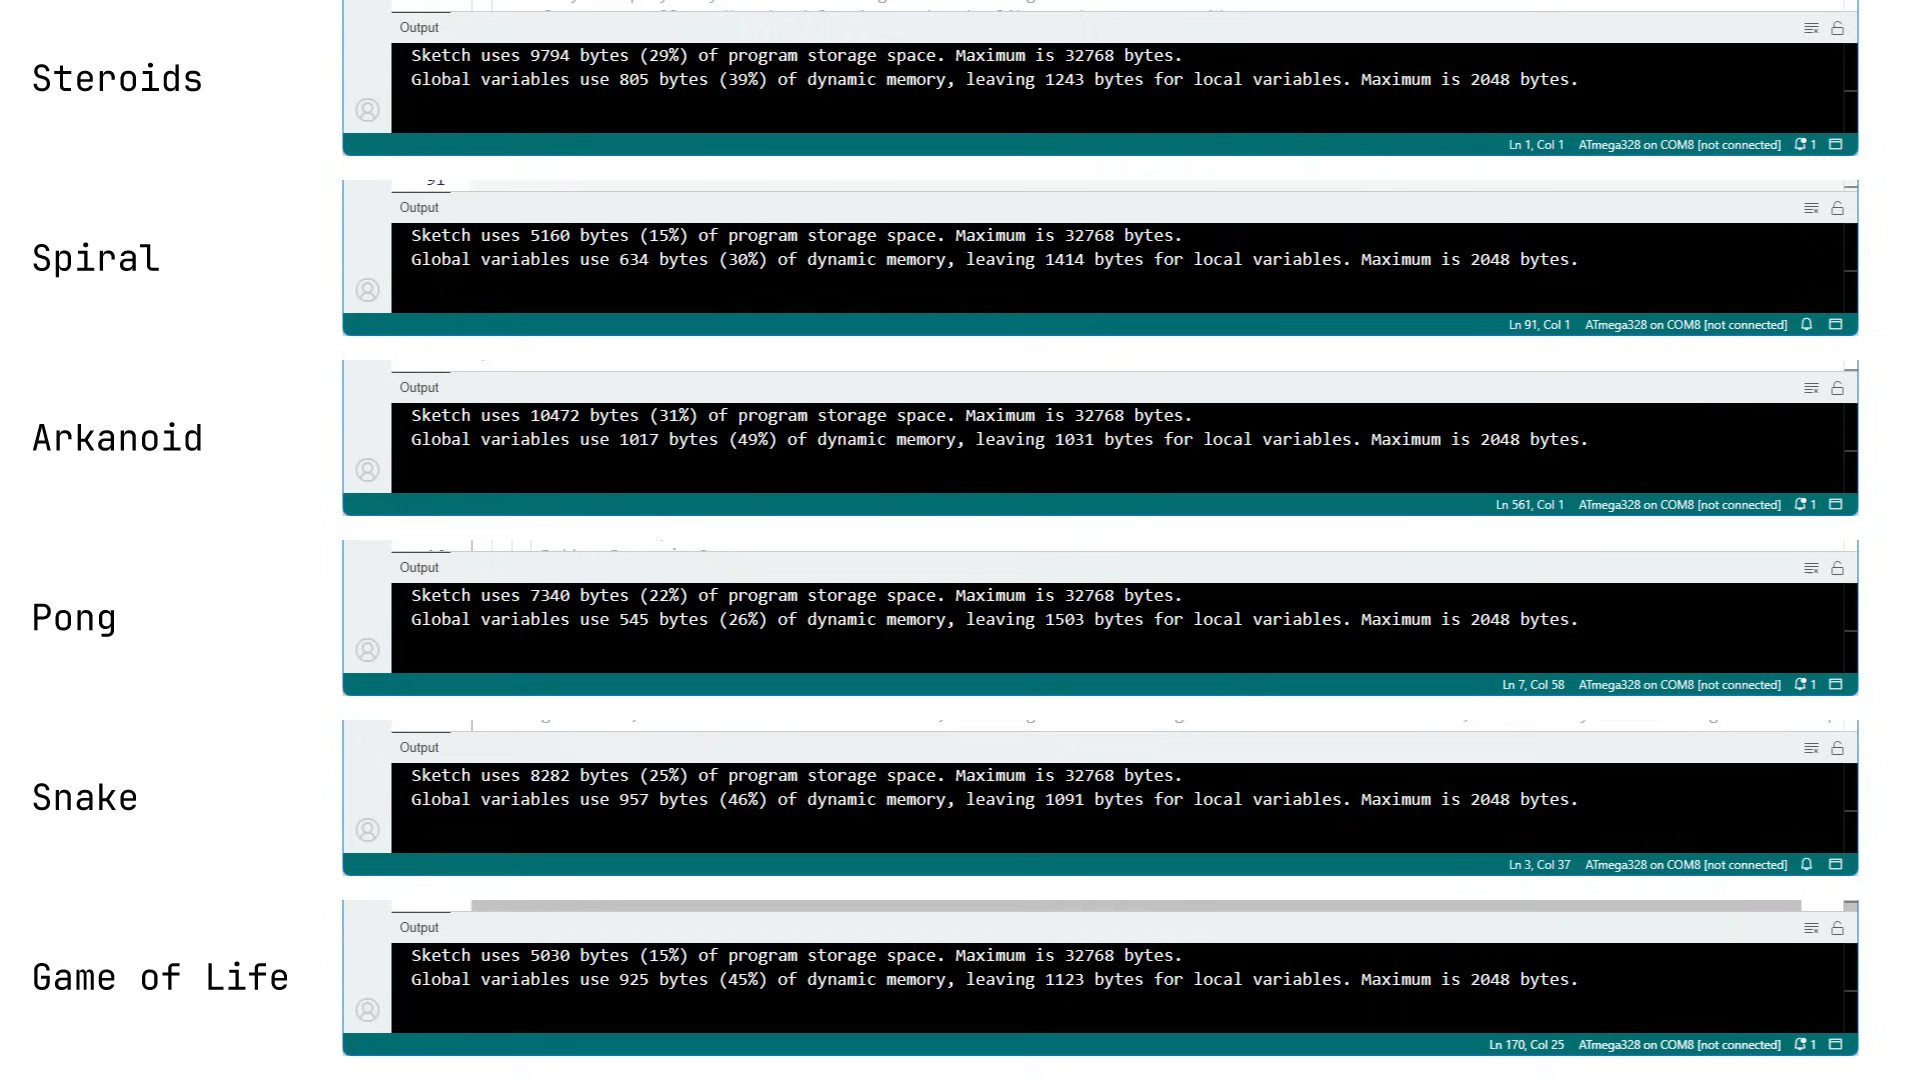 Output
Sketch uses 9794 bytes (29%) of program storage space. Maximum is 32768 bytes.
Steroids
Global variables use 805 bytes (39%) of dynamic memory, leaving 1243 bytes for local variables. Maximum is 2048 bytes.
Ln 1, Col 1 ATmega328 on COM8 [not connected] 1
91
Output
Sketch uses 5160 bytes (15%) of program storage space. Maximum is 32768 bytes.
Spiral
Global variables use 634 bytes (30%) of dynamic memory, leaving 1414 bytes for local variables. Maximum is 2048 bytes.
Ln 91, Col 1 ATmega328 on COM8 [not connected]
Output
Sketch uses 10472 bytes (31%) of program storage space. Maximum is 32768 bytes.
Arkanoid
Global variables use 1017 bytes (49%) of dynamic memory, leaving 1031 bytes for local variables. Maximum is 2048 bytes.
Ln 561, Col 1 ATmega328 on COM8 [not connected] 1
Output
Sketch uses 7340 bytes (22%) of program storage space. Maximum is 32768 bytes.
Pong
Global variables use 545 bytes (26%) of dynamic memory, leaving 1503 bytes for local variables. Maximum is 2048 bytes.
Ln 7, Col 58 ATmega328 on COM8 [not connected] 1
Output
Sketch uses 8282 bytes (25%) of program storage space. Maximum is 32768 bytes.
Snake
Global variables use 957 bytes (46%) of dynamic memory, leaving 1091 bytes for local variables. Maximum is 2048 bytes.
Ln 3, Col 37 ATmega328 on COM8 [not connected]
Output
Sketch uses 5030 bytes (15%) of program storage space. Maximum is 32768 bytes.
Game of Life
Global variables use 925 bytes (45%) of dynamic memory, leaving 1123 bytes for local variables. Maximum is 2048 bytes.
Ln 170, Col 25 ATmega328 on COM8 [not connected] 1